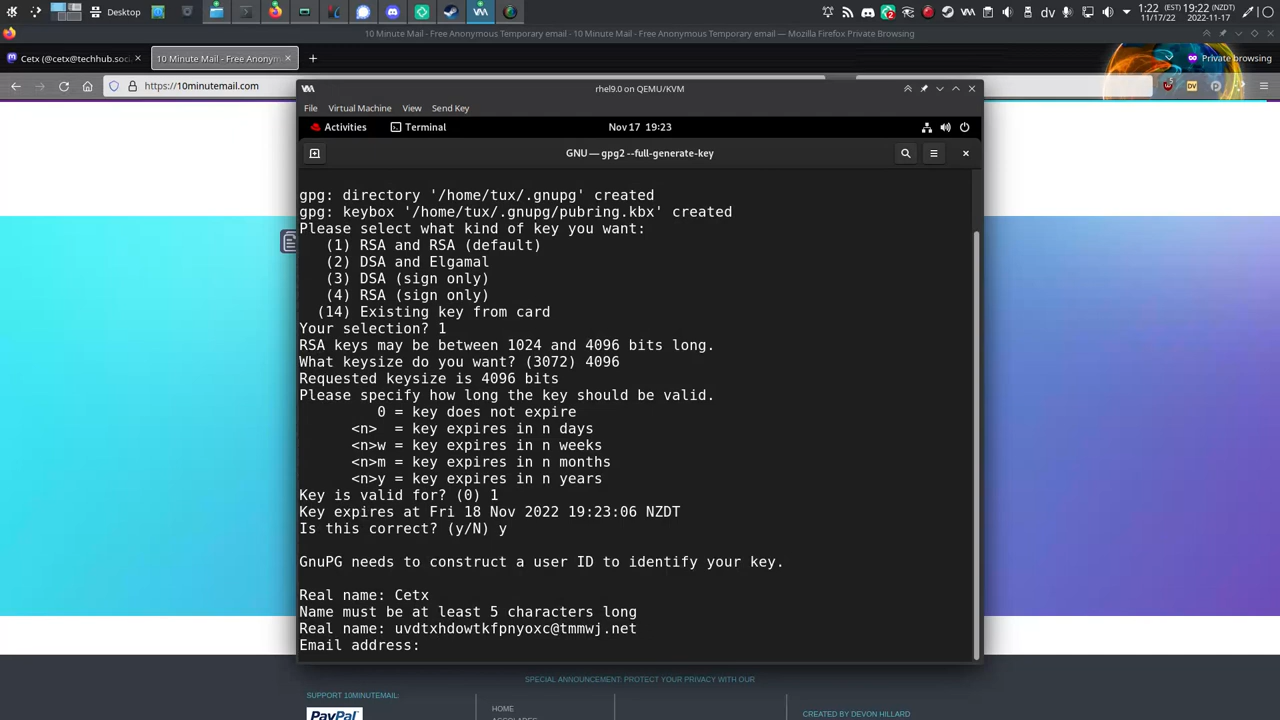 Desktop
dv
1:22 (EST)
11/17/22
19:22 (NZDT)
2022-11-17
10 Minute Mail - Free Anonymous Temporary email - 10 Minute Mail - Free Anonymous Temporary email — Mozilla Firefox Private Browsing
Cetx (@cetx@techhub.soc
10 Minute Mail - Free Anonym
Private browsing
https://10minutemail.com
rhel9.0 on QEMU/KVM
File Virtual Machine View Send Key
Activities Terminal Nov 17 19:23
GNU — gpg2 --full-generate-key
gpg: directory '/home/tux/.gnupg' created
gpg: keybox '/home/tux/.gnupg/pubring.kbx' created
Please select what kind of key you want:
(1) RSA and RSA (default)
(2) DSA and Elgamal
(3) DSA (sign only)
(4) RSA (sign only)
(14) Existing key from card
Your selection? 1
RSA keys may be between 1024 and 4096 bits long.
What keysize do you want? (3072) 4096
Requested keysize is 4096 bits
Please specify how long the key should be valid.
0 = key does not expire
<n> = key expires in n days
<n>w = key expires in n weeks
<n>m = key expires in n months
<n>y = key expires in n years
Key is valid for? (0) 1
Key expires at Fri 18 Nov 2022 19:23:06 NZDT
Is this correct? (y/N) y
GnuPG needs to construct a user ID to identify your key.
Real name: Cetx
Name must be at least 5 characters long
Real name: uvdtxhdowtkfpnyoxc@tmmwj.net
Email address:
SPECIAL ANNOUNCEMENT: PROTECT YOUR PRIVACY WITH OUR
SUPPORT 10MINUTEMAIL:
HOME
PayPal
CREATED BY DEVON HILLARD